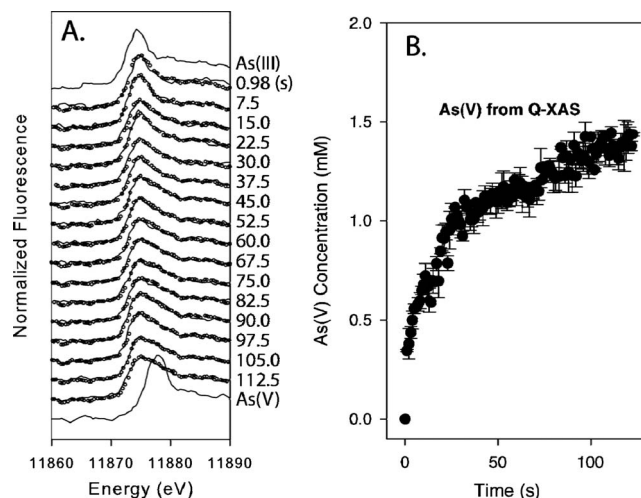 A.
As(III)
0.98 (s)
7.5
15.0
22.5
30.0
37.5
45.0
52.5
60.0
67.5
75.0
82.5
90.0
97.5
105.0
112.5
As(V)
Normalized Fluorescence
11860 11870 11880 11890
Energy (eV)
B.
As(V) from Q-XAS
2.0
1.5
1.0
0.5
0.0
As(V) Concentration (mM)
0 50 100
Time (s)